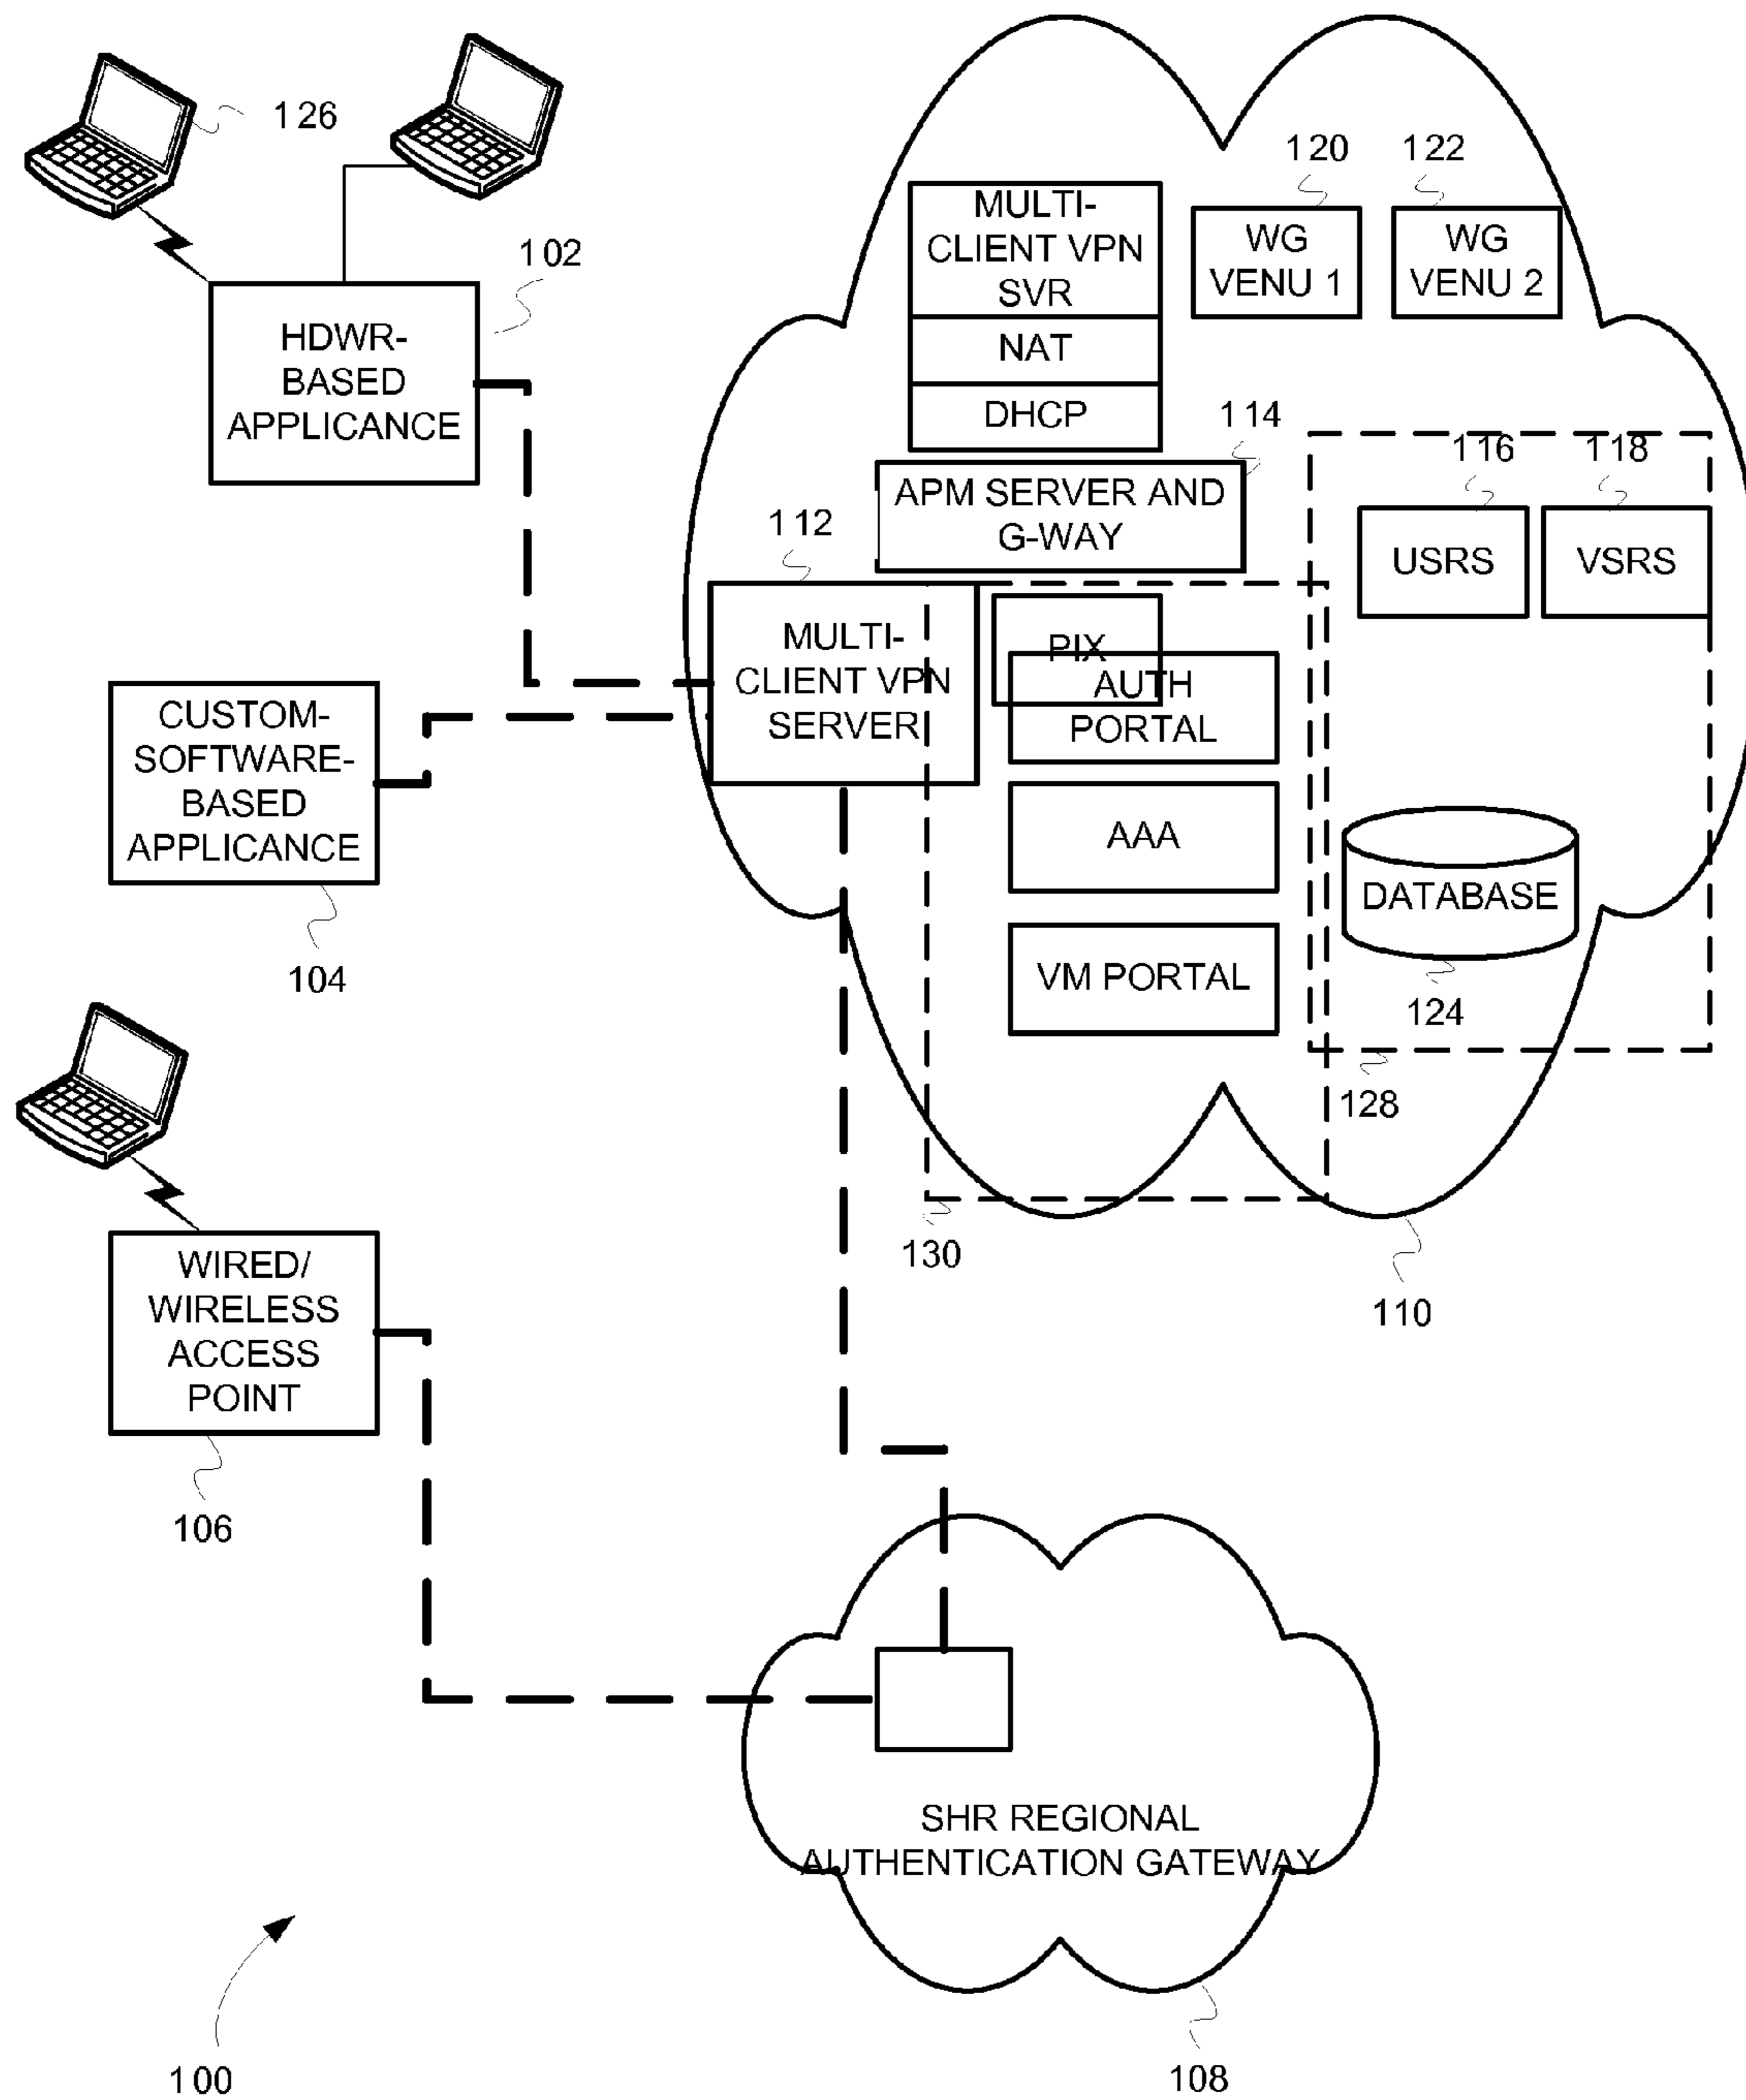 126
102
HDWR-
BASED
APPLICANCE
CUSTOM-
SOFTWARE-
BASED
APPLICANCE
104
WIRED/
WIRELESS
ACCESS
POINT
106
120
122
MULTI-
CLIENT VPN
SVR
NAT
DHCP
WG
VENU 1
WG
VENU 2
114
APM SERVER AND
G-WAY
116
118
USRS
VSRS
112
MULTI-
CLIENT VPN
SERVER
PIX
AUTH
PORTAL
AAA
VM PORTAL
DATABASE
124
128
130
110
SHR REGIONAL
AUTHENTICATION GATEWAY
108
100